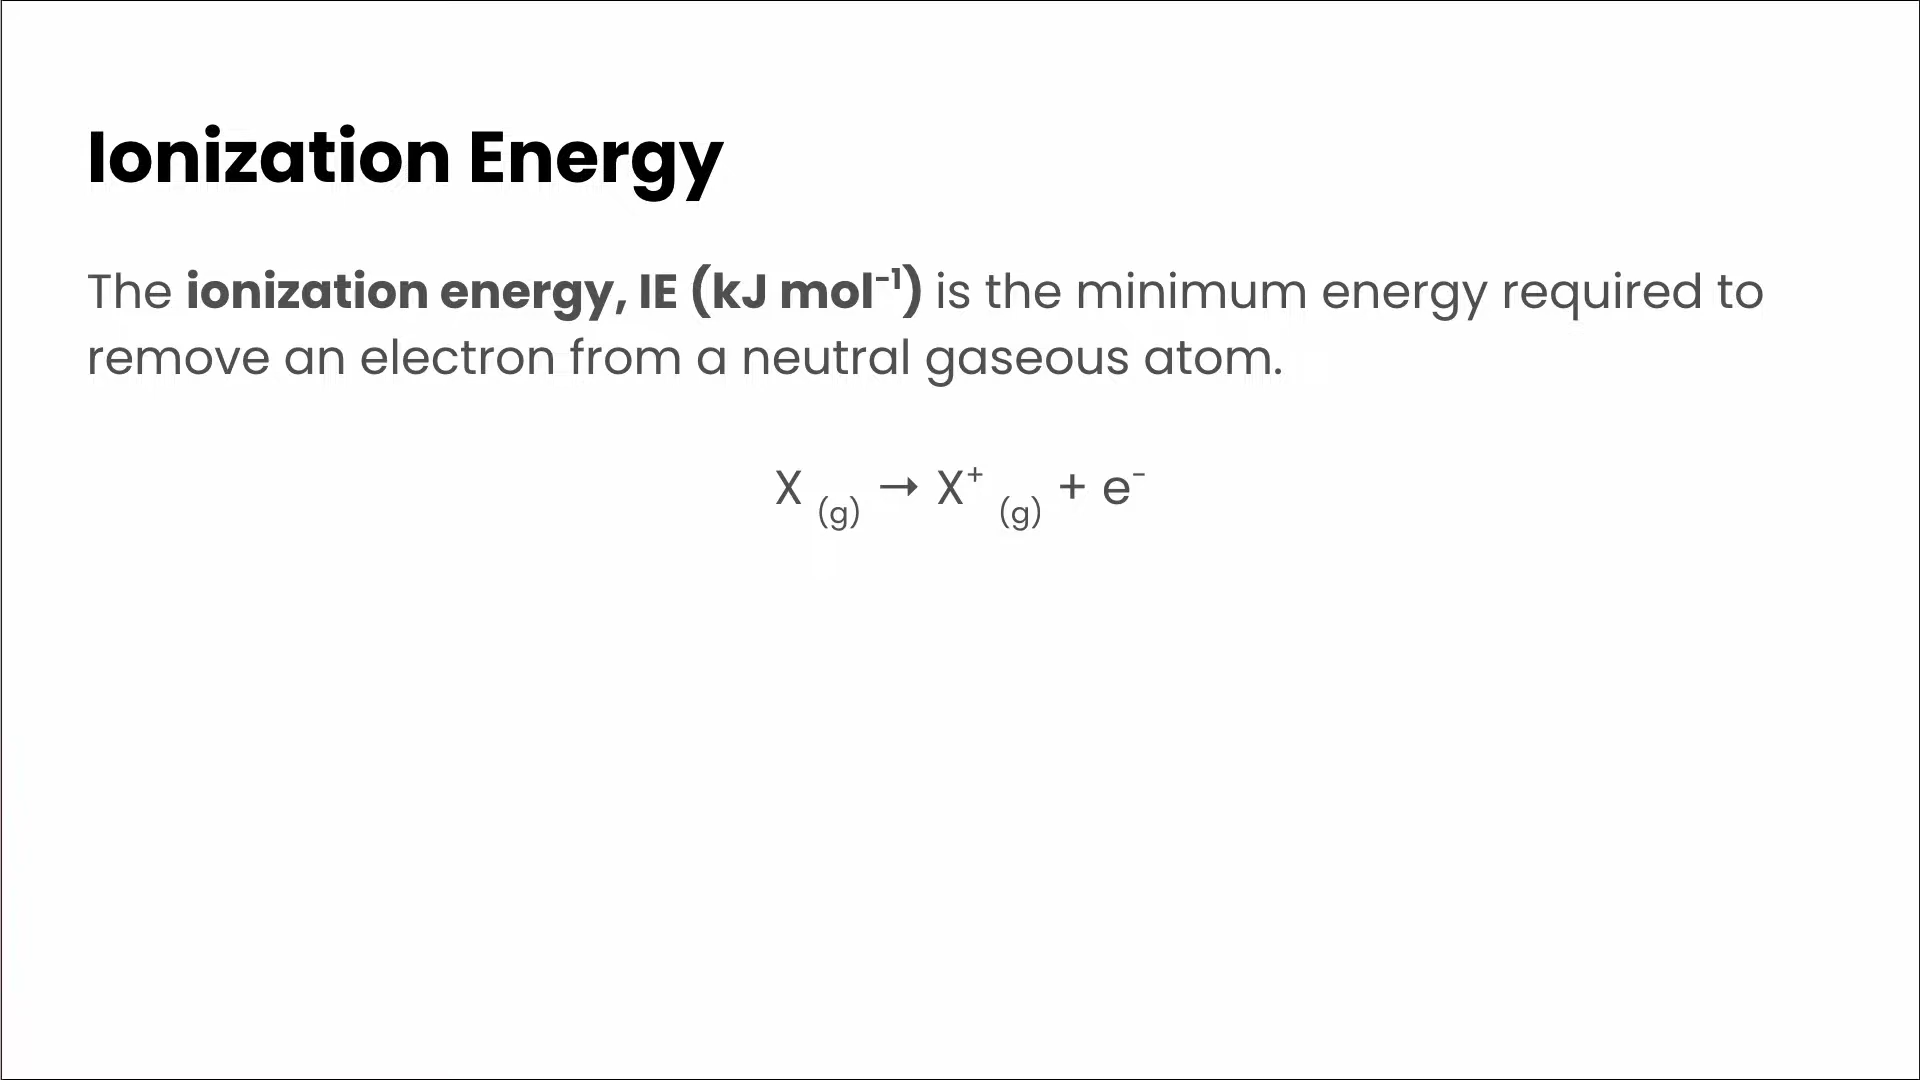 Ionization Energy
The ionization energy, IE (kJ mol⁻¹) is the minimum energy required to
remove an electron from a neutral gaseous atom.
X ₍g₎ → X⁺ ₍g₎ + e⁻